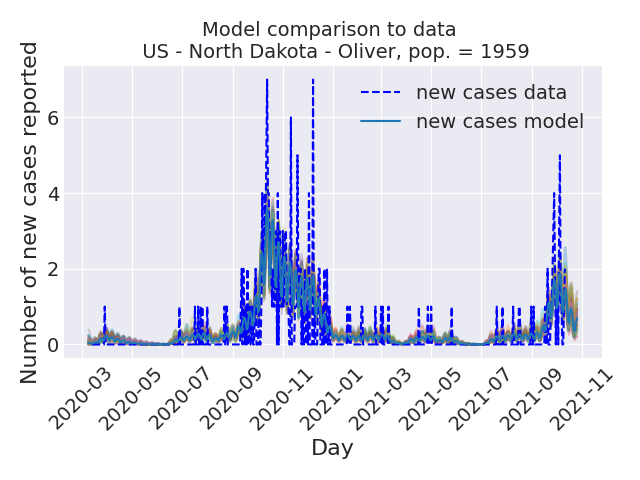 Model comparison to data
US - North Dakota - Oliver, pop. = 1959
Number of new cases reported
6
4
2
0
new cases data
new cases model
2020-03
2020-05
2020-07
2020-09
2020-11
2021-01
2021-03
2021-05
2021-07
2021-09
2021-11
Day